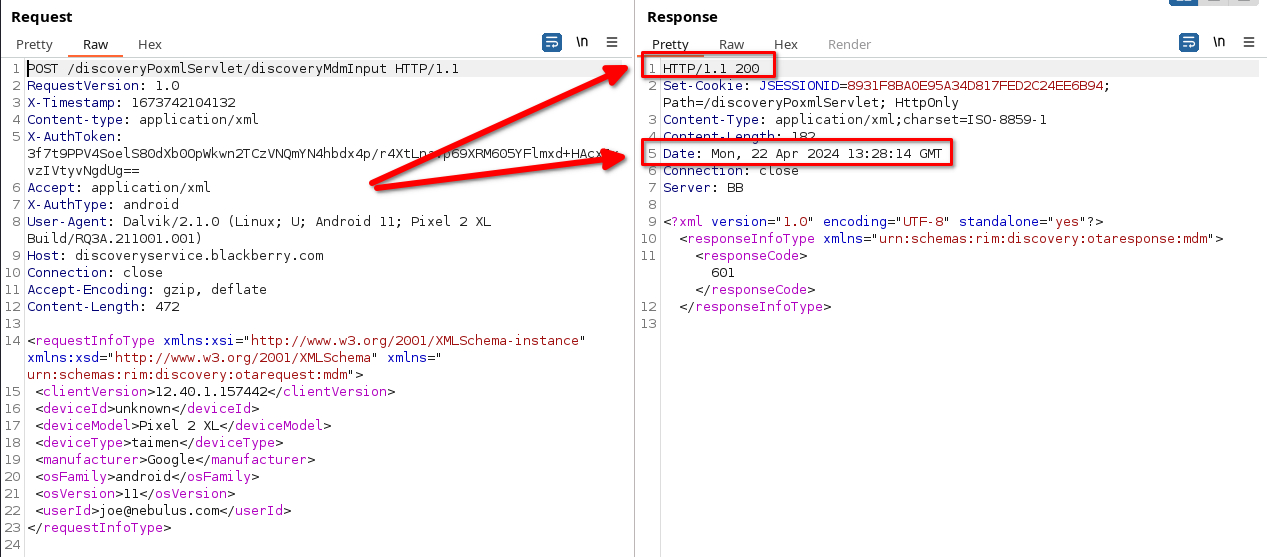 Request
Pretty Raw Hex
\n
1 POST /discoveryPoxmlServlet/discoveryMdmInput HTTP/1.1
2 RequestVersion: 1.0
3 X-Timestamp: 1673742104132
4 Content-type: application/xml
5 X-AuthToken:
vzIVtyvNgdUg==
6 Accept: application/xml
7 X-AuthType: android
8 User-Agent: Dalvik/2.1.0 (Linux; U; Android 11; Pixel 2 XL
Build/RQ3A.211001.001)
9 Host: discoveryservice.blackberry.com
10 Connection: close
11 Accept-Encoding: gzip, deflate
12 Content-Length: 472
13
14 <requestInfoType xmlns:xsi="http://www.w3.org/2001/XMLSchema-instance"
xmlns:xsd="http://www.w3.org/2001/XMLSchema" xmlns="
urn:schemas:rim:discovery:otarequest:mdm">
15 <clientVersion>12.40.1.157442</clientVersion>
16 <deviceId>unknown</deviceId>
17 <deviceModel>Pixel 2 XL</deviceModel>
18 <deviceType>taimen</deviceType>
19 <manufacturer>Google</manufacturer>
20 <osFamily>android</osFamily>
21 <osVersion>11</osVersion>
22 <userId>joe@nebulus.com</userId>
23 </requestInfoType>
24
Response
Pretty Raw Hex Render
\n
1 HTTP/1.1 200
2 Set-Cookie: JSESSIONID=8931F8BA0E95A34D817FED2C24EE6B94;
Path=/discoveryPoxmlServlet; HttpOnly
3 Content-Type: application/xml;charset=ISO-8859-1
4 Content-Length: 182
5 Date: Mon, 22 Apr 2024 13:28:14 GMT
6 Connection: close
7 Server: BB
8
9 <?xml version="1.0" encoding="UTF-8" standalone="yes"?>
10 <responseInfoType xmlns="urn:schemas:rim:discovery:otaresponse:mdm">
11 <responseCode>
601
</responseCode>
12 </responseInfoType>
13